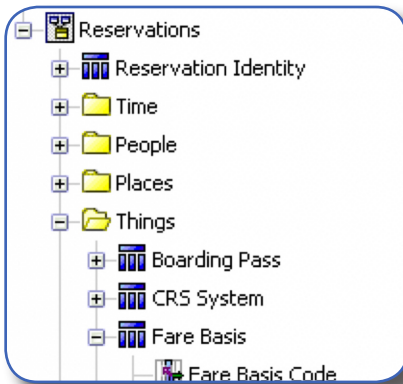 Reservations
Reservation Identity
Time
People
Places
Things
Boarding Pass
CRS System
Fare Basis
Fare Basis Code